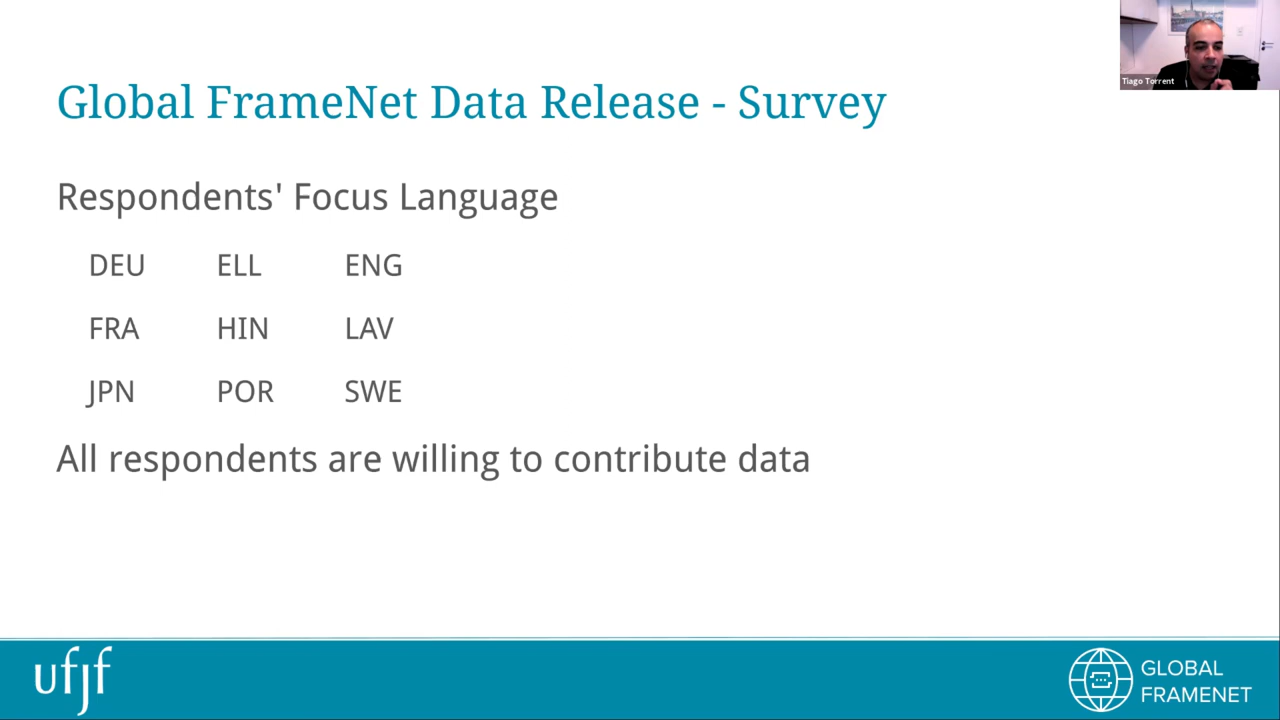 Tiago Torrent
Global FrameNet Data Release - Survey
Respondents' Focus Language
DEU ELL ENG
FRA HIN LAV
JPN POR SWE
All respondents are willing to contribute data
ufjf
GLOBAL
FRAMENET